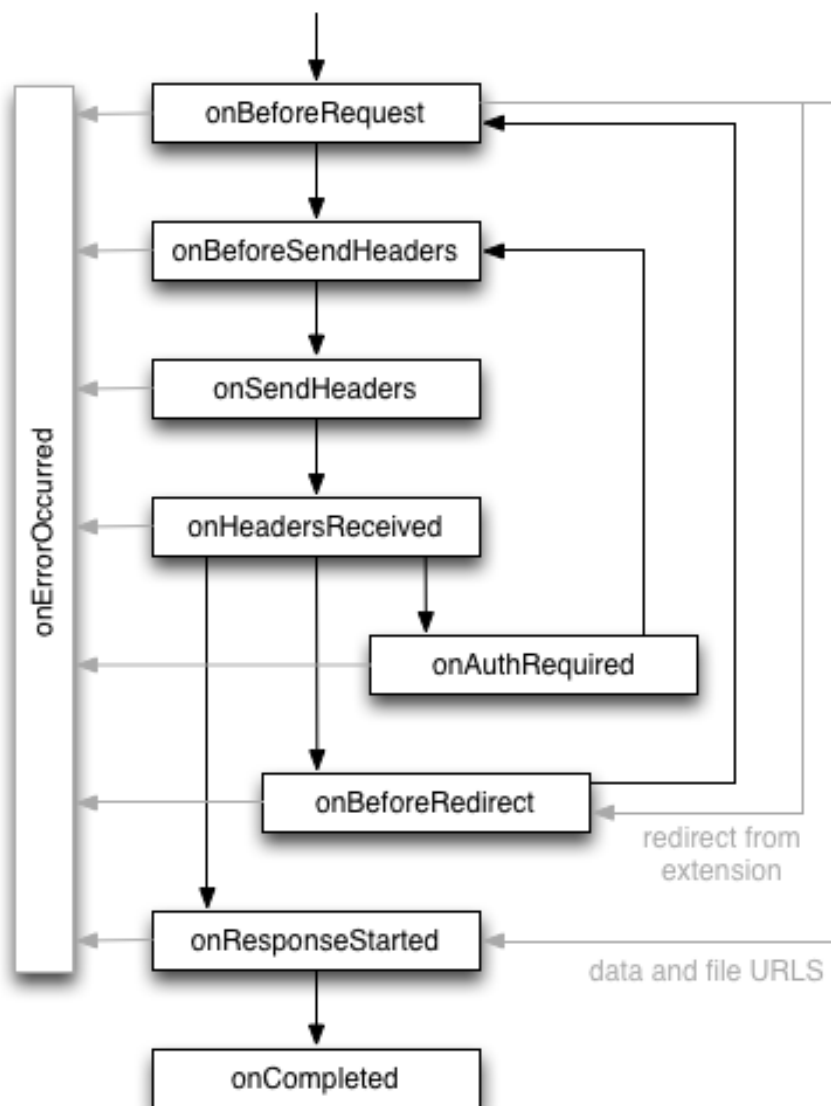 onBeforeRequest
onBeforeSendHeaders
onSendHeaders
onHeadersReceived
onErrorOccurred
onAuthRequired
onBeforeRedirect
redirect from
extension
onResponseStarted
data and file URLS
onCompleted